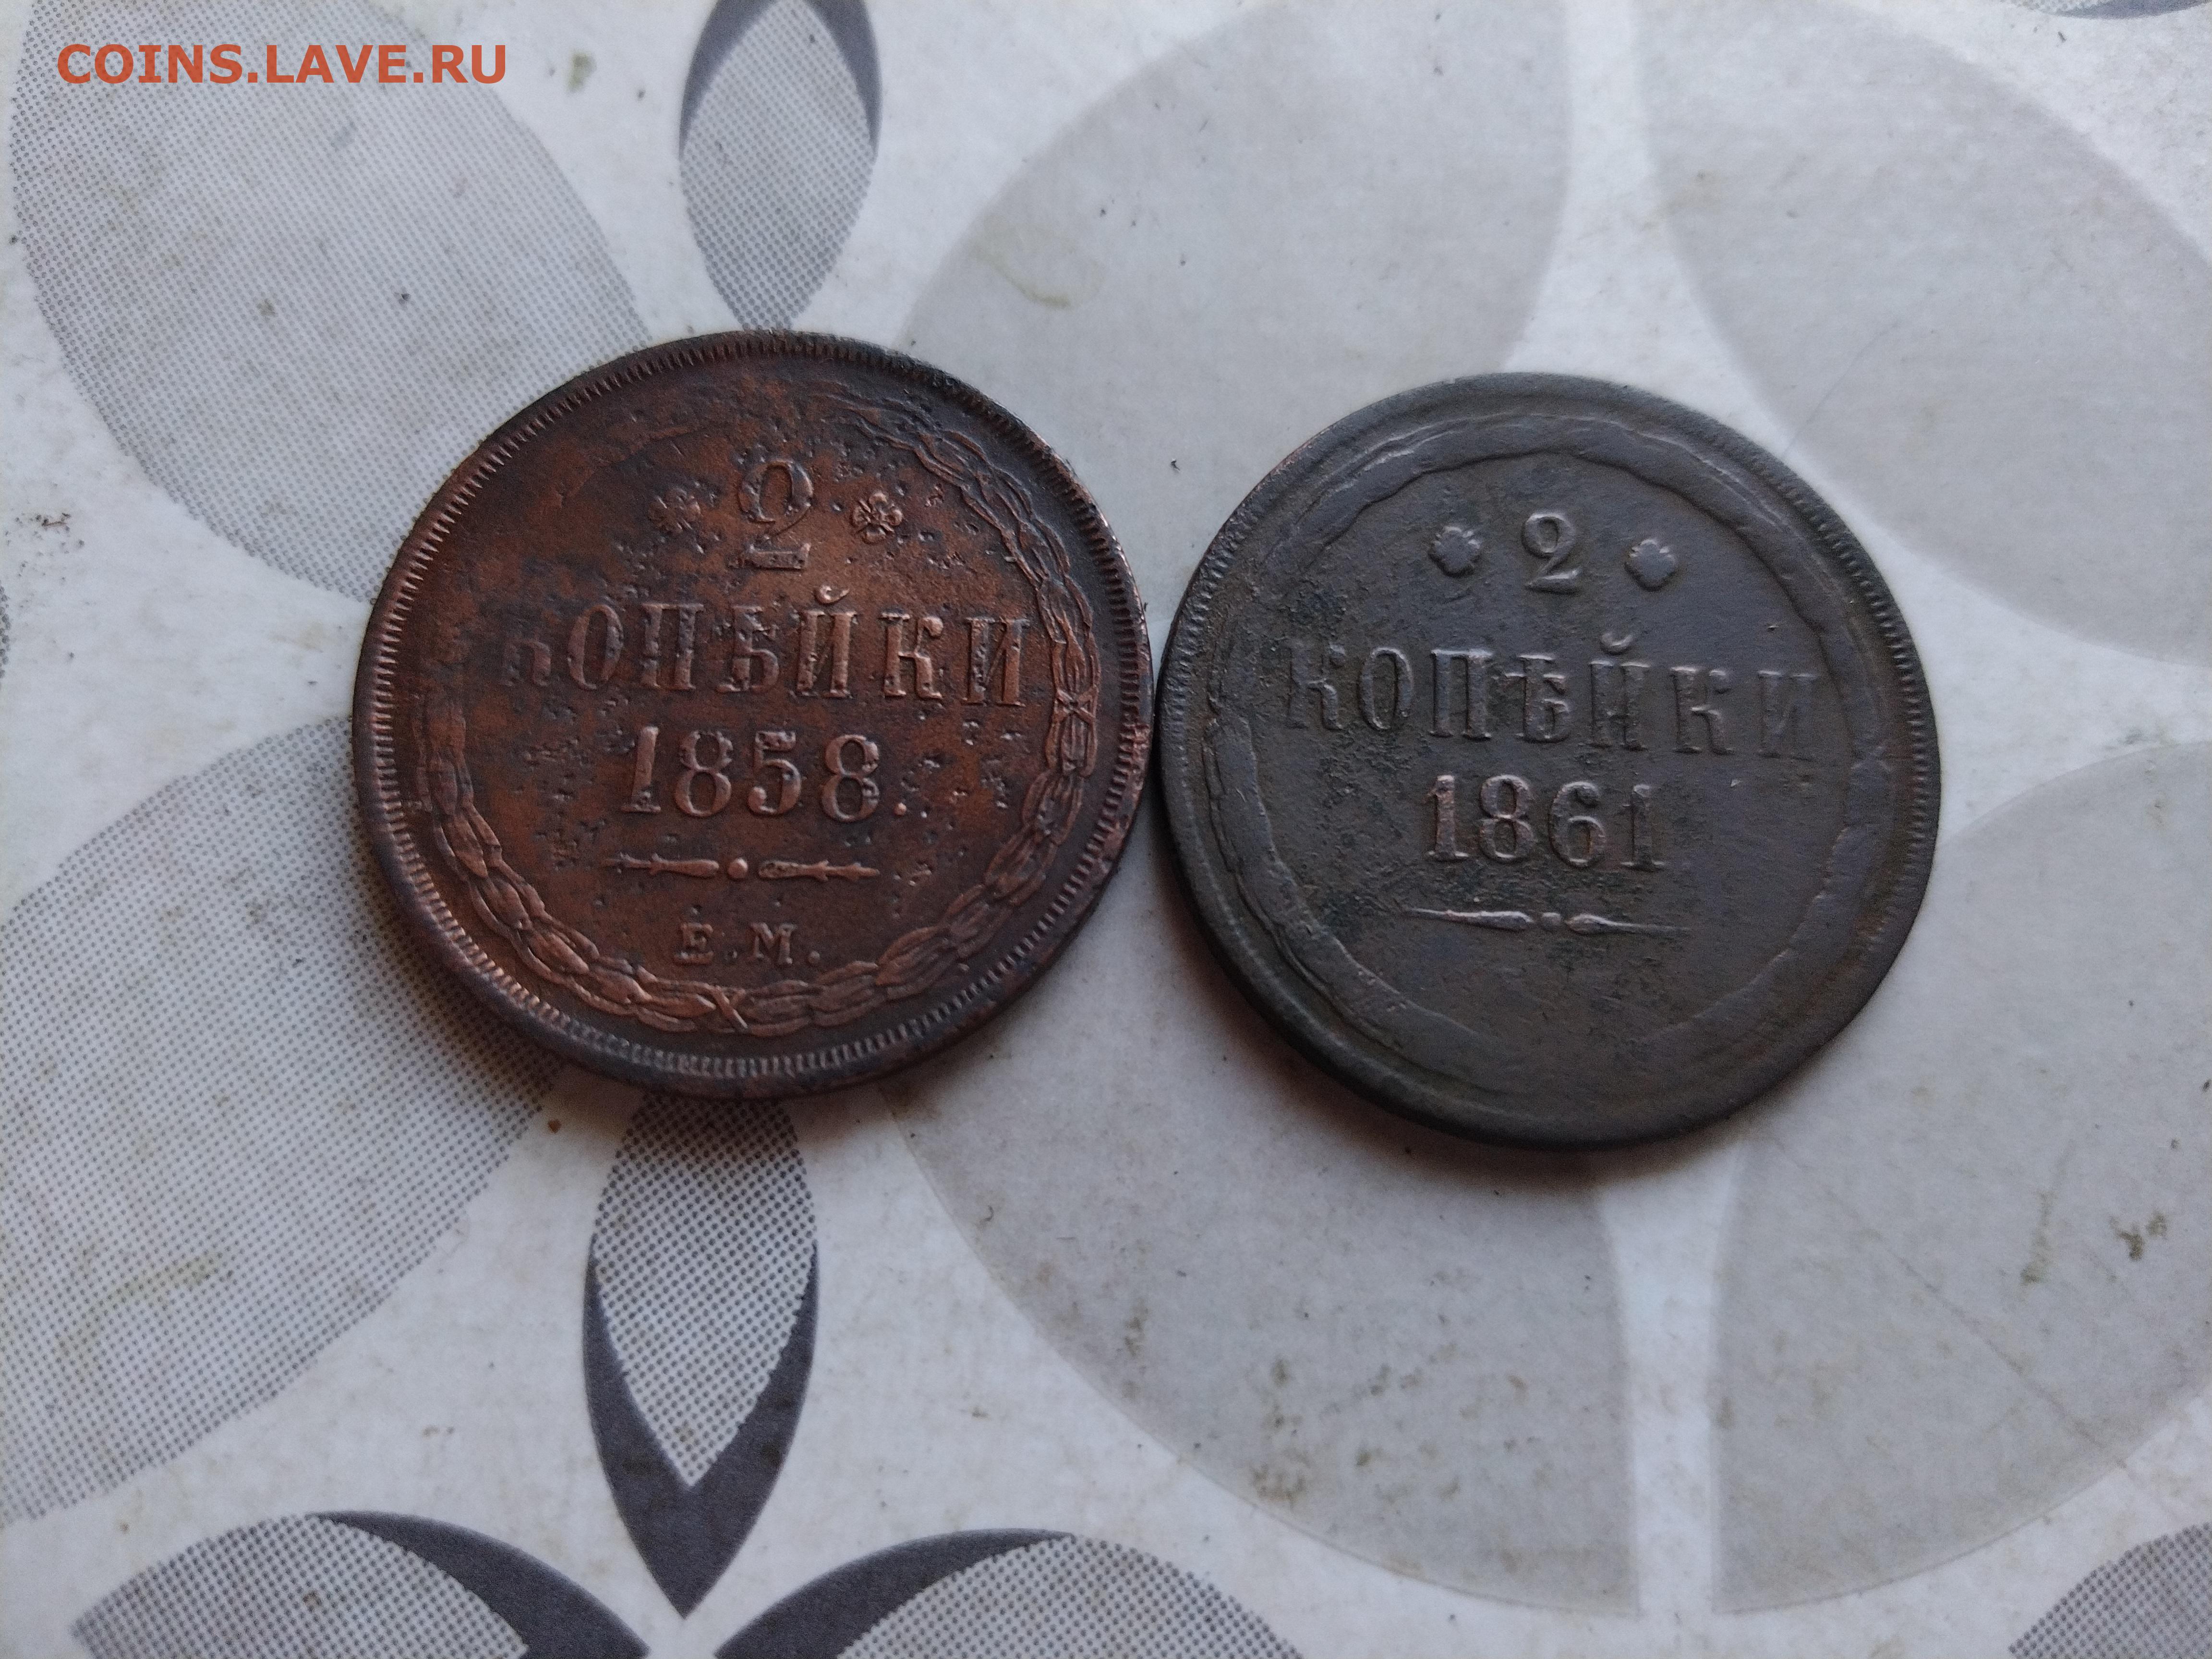 COINS.LAVE.RU
2
КОПѢЙКИ
1858.
Е.М.
2
КОПѢЙКИ
1861